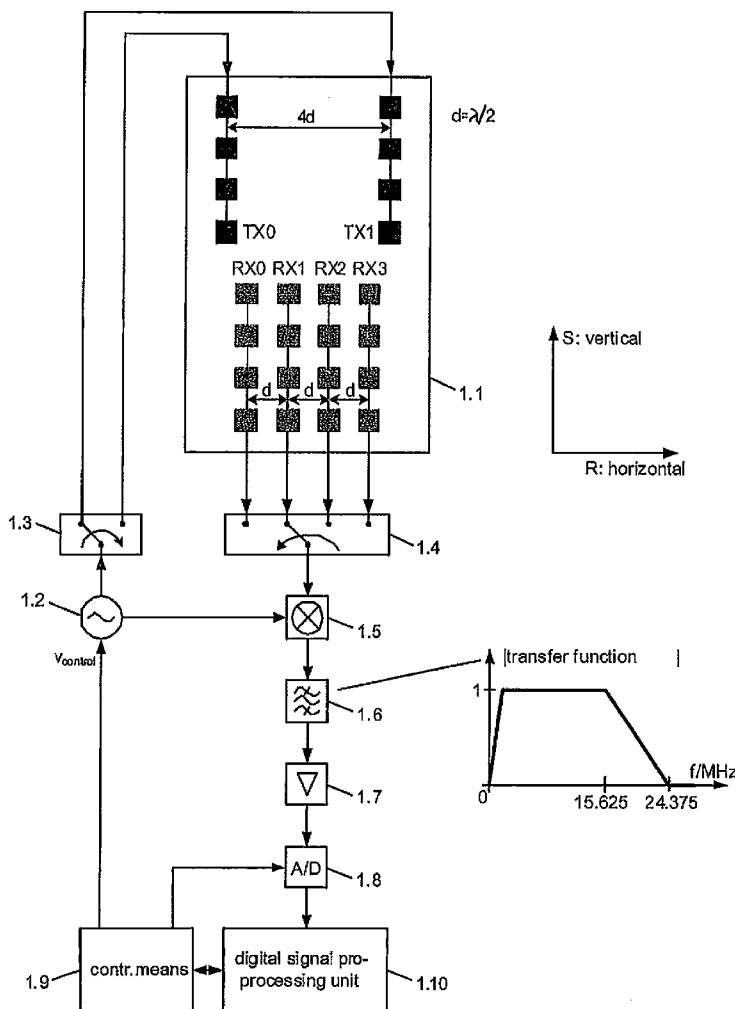 4d
d=λ/2
TX0
TX1
RX0
RX1
RX2
RX3
d
d
d
1.1
S: vertical
R: horizontal
1.3
1.4
1.2
1.5
vcontrol
|transfer function |
1
1.6
f/MHz
0
15.625
24.375
1.7
A/D
1.8
contr.means
1.9
digital signal pro-
processing unit
1.10